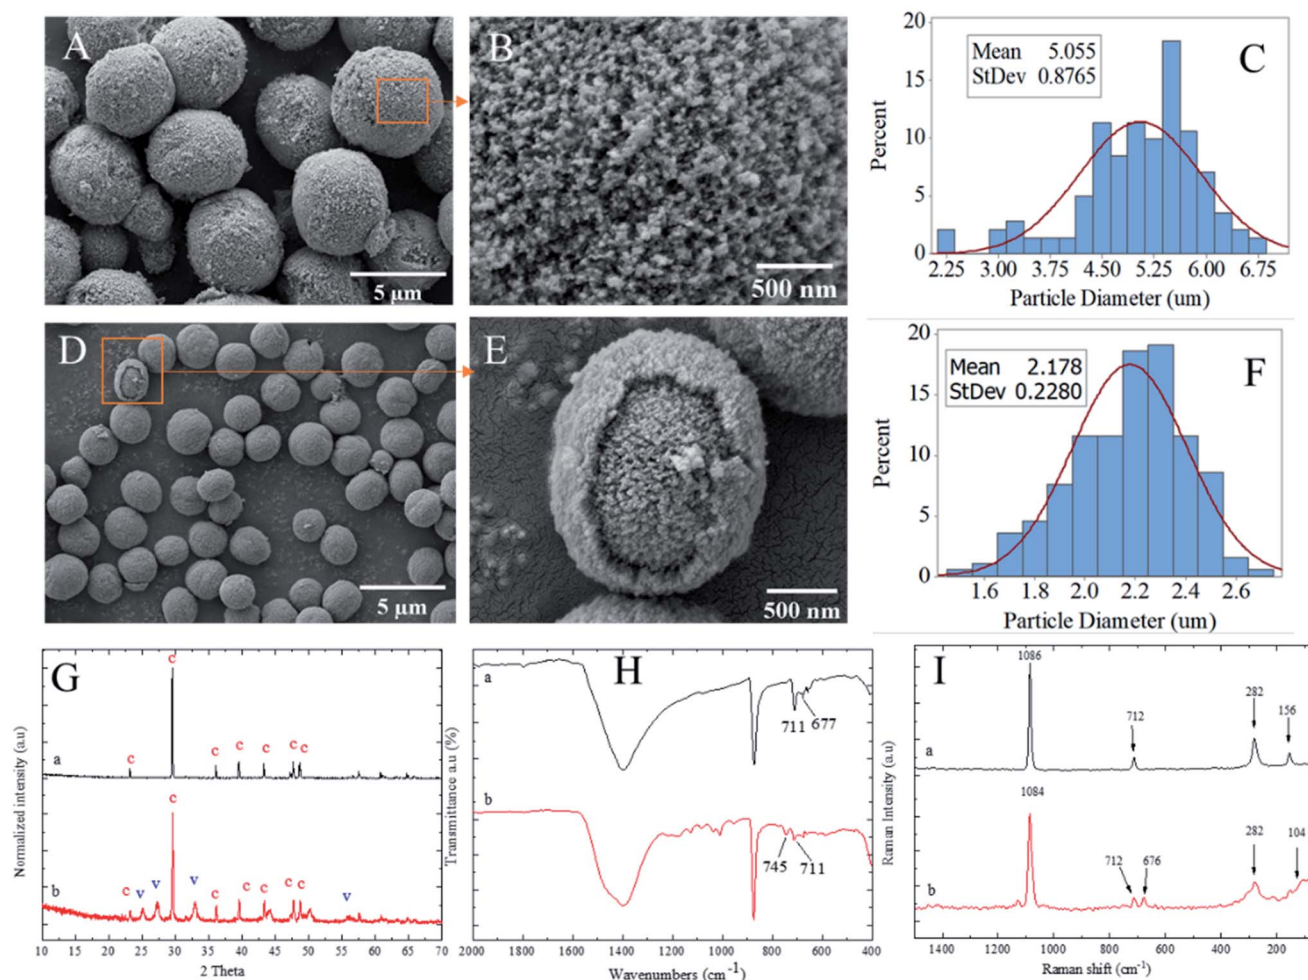 A
5 µm
B
500 nm
C
Mean 5.055
StDev 0.8765
20
15
10
5
0
Percent
2.25 3.00 3.75 4.50 5.25 6.00 6.75
Particle Diameter (um)
D
5 µm
E
500 nm
F
Mean 2.178
StDev 0.2280
20
15
10
5
0
Percent
1.6 1.8 2.0 2.2 2.4 2.6
Particle Diameter (um)
G
Normalized intensity (a.u)
c
a
c c c c c c
c
b
c v v v c c c c c v
10 20 30 40 50 60 70
2 Theta
H
Transmittance a.u (%)
a
711 677
b
745 711
2000 1800 1600 1400 1200 1000 800 600 400
Wavenumbers (cm⁻¹)
I
Raman Intensity (a.u)
1086
712
282
156
a
1084
712 676
282
104
b
1400 1200 1000 800 600 400 200
Raman shift (cm⁻¹)